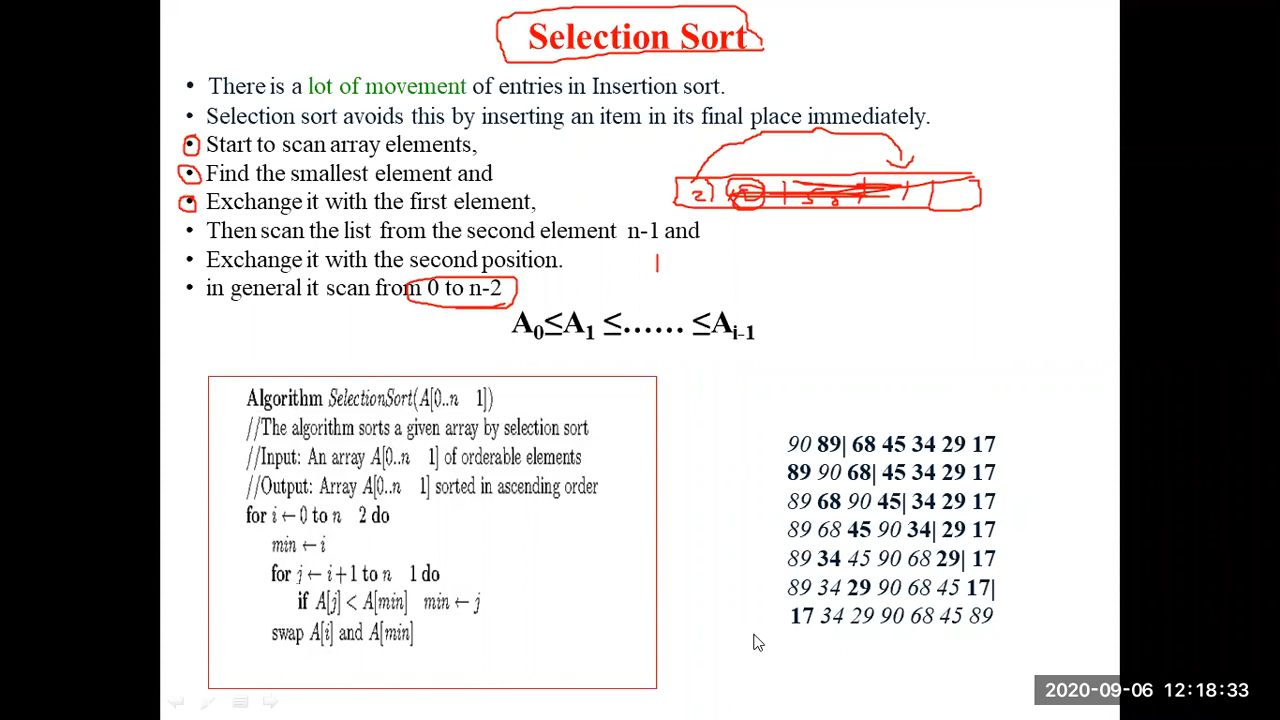 Selection Sort
• There is a lot of movement of entries in Insertion sort.
• Selection sort avoids this by inserting an item in its final place immediately.
• Start to scan array elements,
• Find the smallest element and
• Exchange it with the first element,
• Then scan the list from the second element n-1 and
• Exchange it with the second position.
• in general it scan from 0 to n-2
A0≤A1 ≤…… ≤Ai-1
Algorithm SelectionSort(A[0..n 1])
//The algorithm sorts a given array by selection sort
//Input: An array A[0..n 1] of orderable elements
//Output: Array A[0..n 1] sorted in ascending order
for i ← 0 to n 2 do
min ← i
for j ← i + 1 to n 1 do
if A[j] < A[min] min ← j
swap A[i] and A[min]
90 89| 68 45 34 29 17
89 90 68| 45 34 29 17
89 68 90 45| 34 29 17
89 68 45 90 34| 29 17
89 34 45 90 68 29| 17
89 34 29 90 68 45 17|
17 34 29 90 68 45 89
2020-09-06 12:18:33